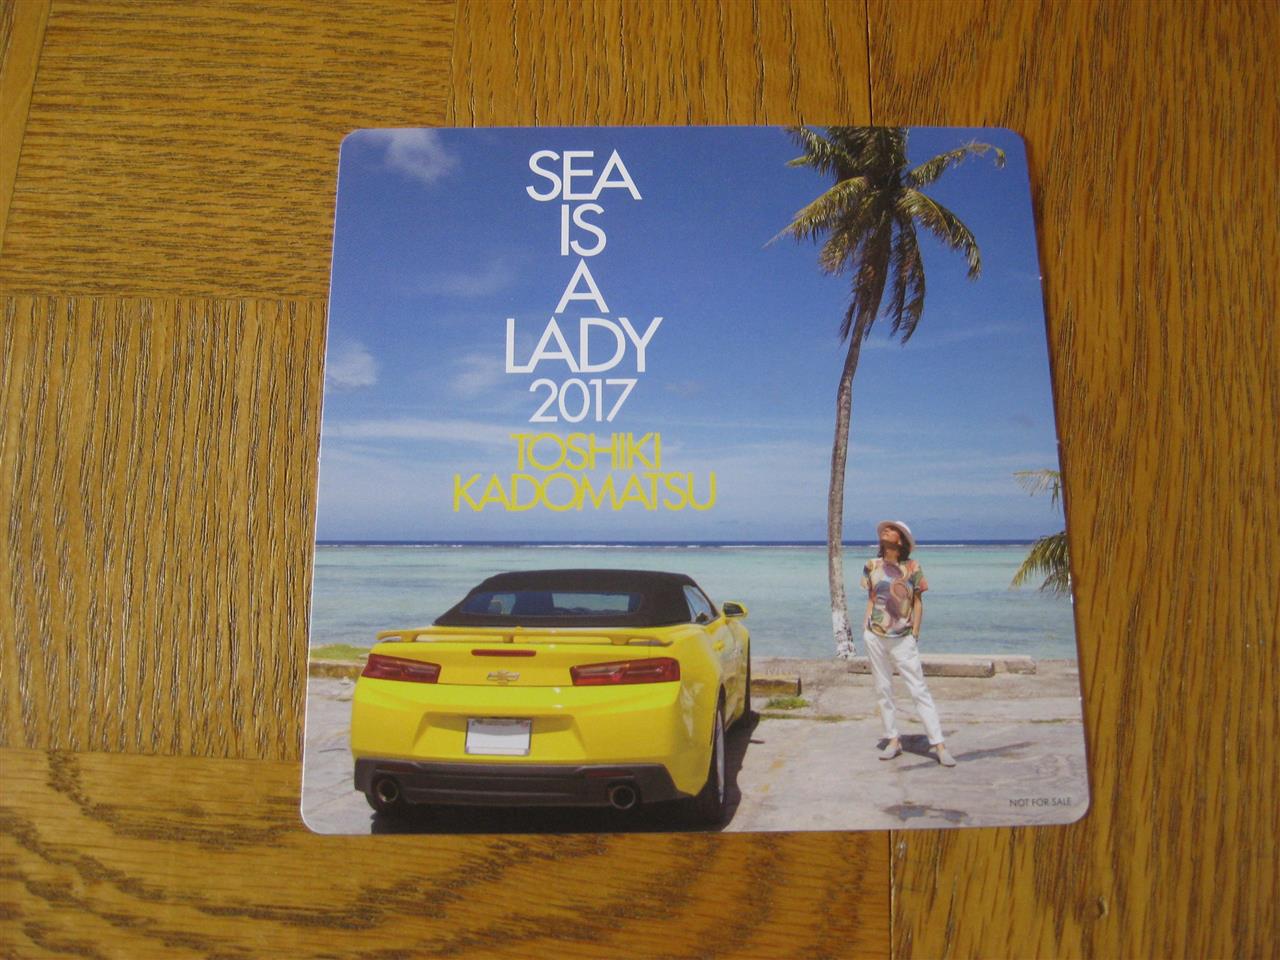 SEA
IS
A
LADY
2017
TOSHIKI
KADOMATSU
NOT FOR SALE